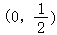 (0, 1/2)